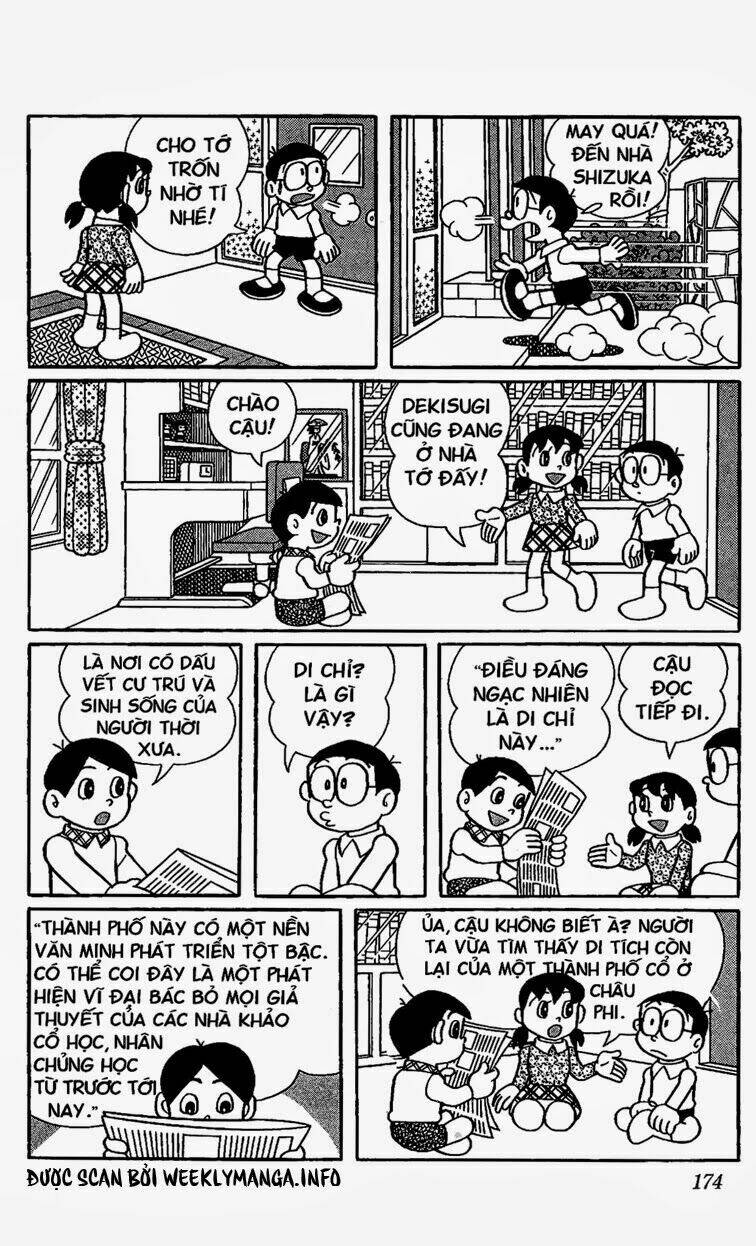 MAY QUÁ!
ĐẾN NHÀ
SHIZUKA
RỒI!
CHO TỚ
TRỐN
NHỜ TÍ
NHÉ!
DEKISUGI
CŨNG ĐANG
Ở NHÀ
TỚ ĐẤY!
CHÀO
CẬU!
CẬU
ĐỌC
TIẾP ĐI.
"ĐIỀU ĐÁNG
NGẠC NHIÊN
LÀ DI CHỈ
NÀY..."
DI CHỈ?
LÀ GÌ
VẬY?
LÀ NƠI CÓ DẤU
VẾT CƯ TRÚ VÀ
SINH SỐNG CỦA
NGƯỜI THỜI
XƯA.
ỦA, CẬU KHÔNG BIẾT À? NGƯỜI
TA VỪA TÌM THẤY DI TÍCH CÒN
LẠI CỦA MỘT THÀNH PHỐ CỔ Ở
CHÂU
PHI.
"THÀNH PHỐ NÀY CÓ MỘT NỀN
VĂN MINH PHÁT TRIỂN TỘT BẬC.
CÓ THỂ COI ĐÂY LÀ MỘT PHÁT
HIỆN VĨ ĐẠI BÁC BỎ MỌI GIẢ
THUYẾT CỦA CÁC NHÀ KHẢO
CỔ HỌC, NHÂN
CHỦNG HỌC
TỪ TRƯỚC TỚI
NAY."
ĐƯỢC SCAN BỞI WEEKLYMANGA.INFO
174